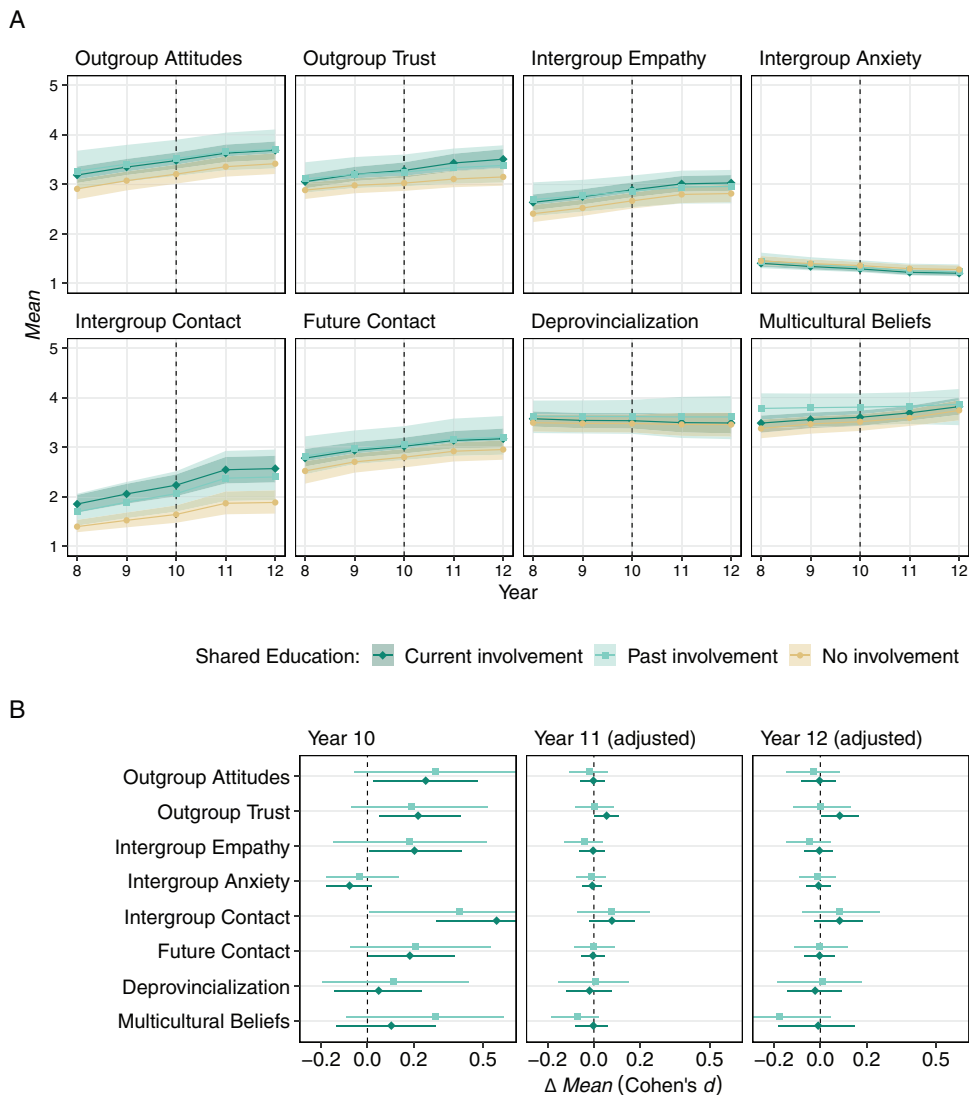 A
Outgroup Attitudes Outgroup Trust Intergroup Empathy Intergroup Anxiety
5
4
3
2
1
Mean
Intergroup Contact Future Contact Deprovincialization Multicultural Beliefs
5
4
3
2
1
8 9 10 11 12 8 9 10 11 12 8 9 10 11 12 8 9 10 11 12
Year
Shared Education: Current involvement Past involvement No involvement
B
Year 10 Year 11 (adjusted) Year 12 (adjusted)
Outgroup Attitudes
Outgroup Trust
Intergroup Empathy
Intergroup Anxiety
Intergroup Contact
Future Contact
Deprovincialization
Multicultural Beliefs
−0.2 0.0 0.2 0.5 −0.2 0.0 0.2 0.5 −0.2 0.0 0.2 0.5
Δ Mean (Cohen's d)